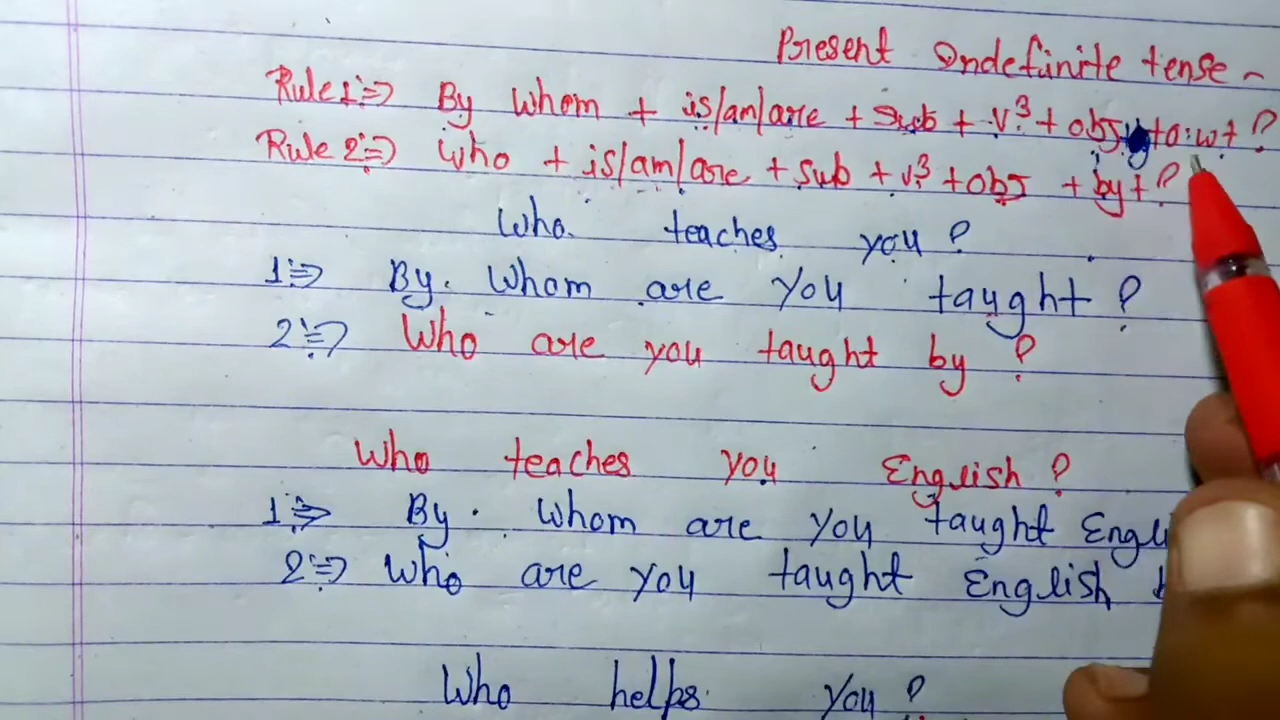 Present Indefinite tense ~
Rule 1 ⇒ By Whom + is/am/are + sub + v³ + obj + o.wt ?
Rule 2 ⇒ Who + is/am/are + sub + v³ + obj + by + ?
Who teaches you ?
1 ⇒ By Whom are you taught ?
2 ⇒ Who are you taught by ?
Who teaches you English ?
1 ⇒ By Whom are you taught Engli
2 ⇒ Who are you taught English b
Who helps you ?